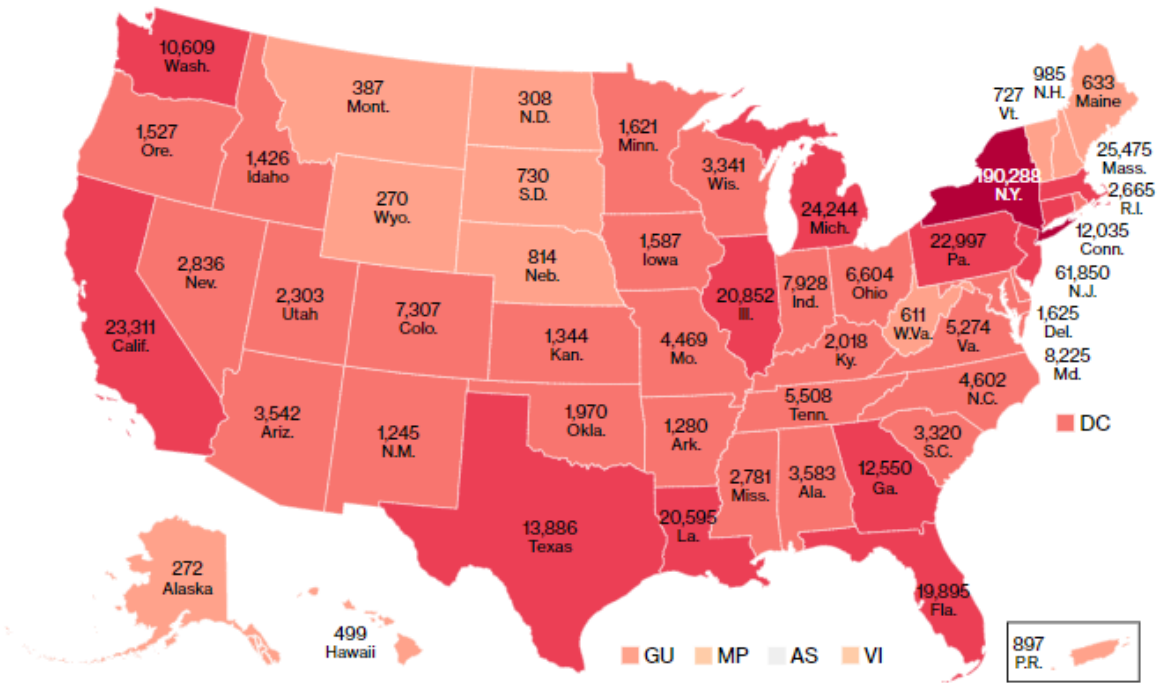 10,609
Wash.
1,527
Ore.
1,426
Idaho
387
Mont.
308
N.D.
1,621
Minn.
730
S.D.
270
Wyo.
814
Neb.
3,341
Wis.
24,244
Mich.
727
Vt.
985
N.H.
633
Maine
190,288
N.Y.
25,475
Mass.
2,665
R.I.
12,035
Conn.
61,850
N.J.
22,997
Pa.
1,625
Del.
8,225
Md.
23,311
Calif.
2,836
Nev.
2,303
Utah
7,307
Colo.
1,587
Iowa
1,344
Kan.
4,469
Mo.
20,852
Ill.
7,928
Ind.
6,604
Ohio
2,018
Ky.
611
W.Va.
5,274
Va.
4,602
N.C.
3,542
Ariz.
1,245
N.M.
1,970
Okla.
1,280
Ark.
5,508
Tenn.
3,320
S.C.
DC
13,886
Texas
20,595
La.
2,781
Miss.
3,583
Ala.
12,550
Ga.
19,895
Fla.
272
Alaska
499
Hawaii
GU MP AS VI
897
P.R.